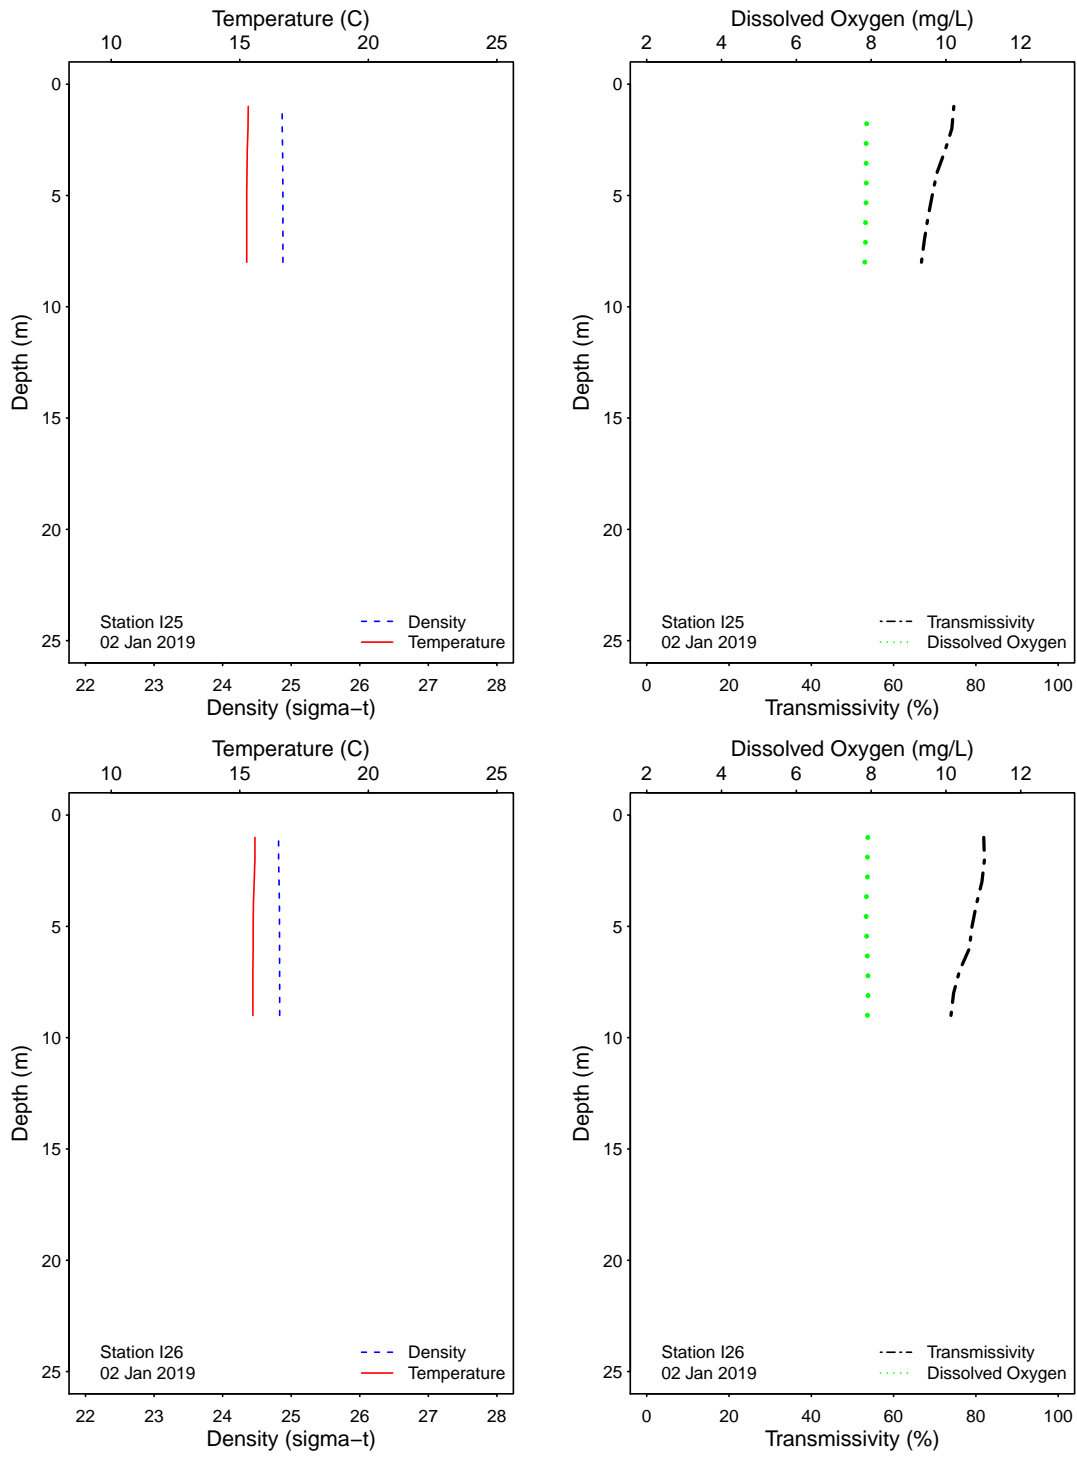 Temperature (C)
10 15 20 25
0
5
10
15
20
25
Depth (m)
Station I25
02 Jan 2019
Density
Temperature
22 23 24 25 26 27 28
Density (sigma−t)
Dissolved Oxygen (mg/L)
2 4 6 8 10 12
0
5
10
15
20
25
Depth (m)
Station I25
02 Jan 2019
Transmissivity
Dissolved Oxygen
0 20 40 60 80 100
Transmissivity (%)
Temperature (C)
10 15 20 25
0
5
10
15
20
25
Depth (m)
Station I26
02 Jan 2019
Density
Temperature
22 23 24 25 26 27 28
Density (sigma−t)
Dissolved Oxygen (mg/L)
2 4 6 8 10 12
0
5
10
15
20
25
Depth (m)
Station I26
02 Jan 2019
Transmissivity
Dissolved Oxygen
0 20 40 60 80 100
Transmissivity (%)